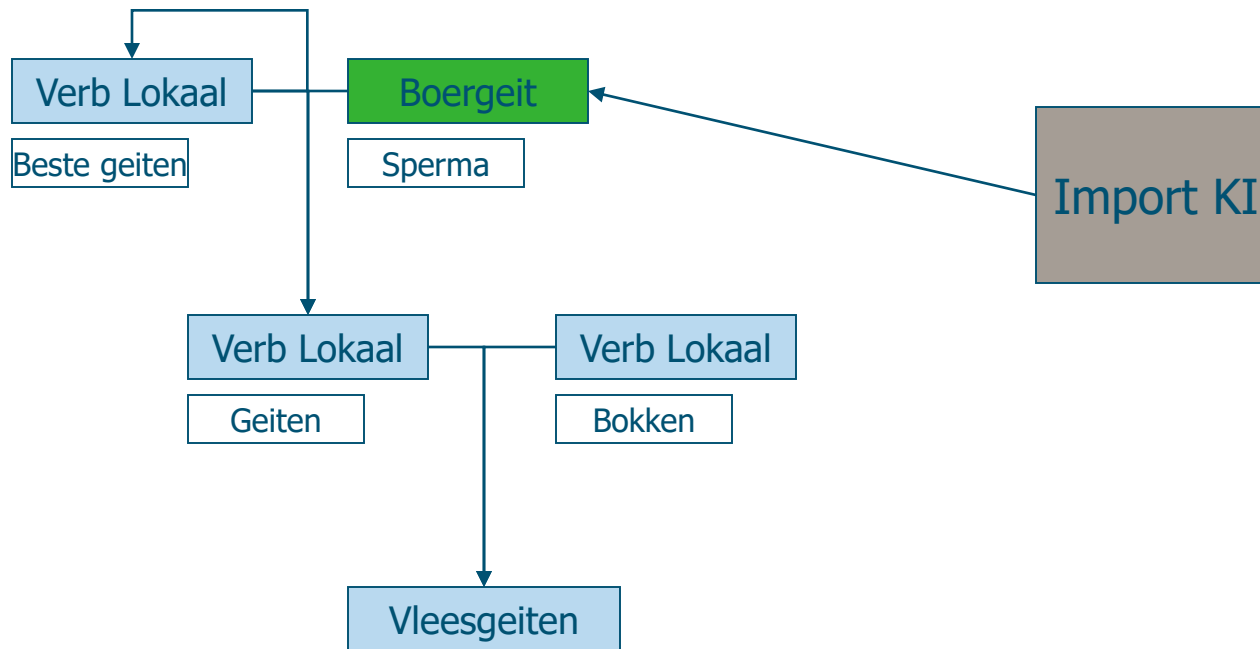 Verb Lokaal
Boergeit
Beste geiten
Sperma
Import KI
Verb Lokaal
Verb Lokaal
Geiten
Bokken
Vleesgeiten